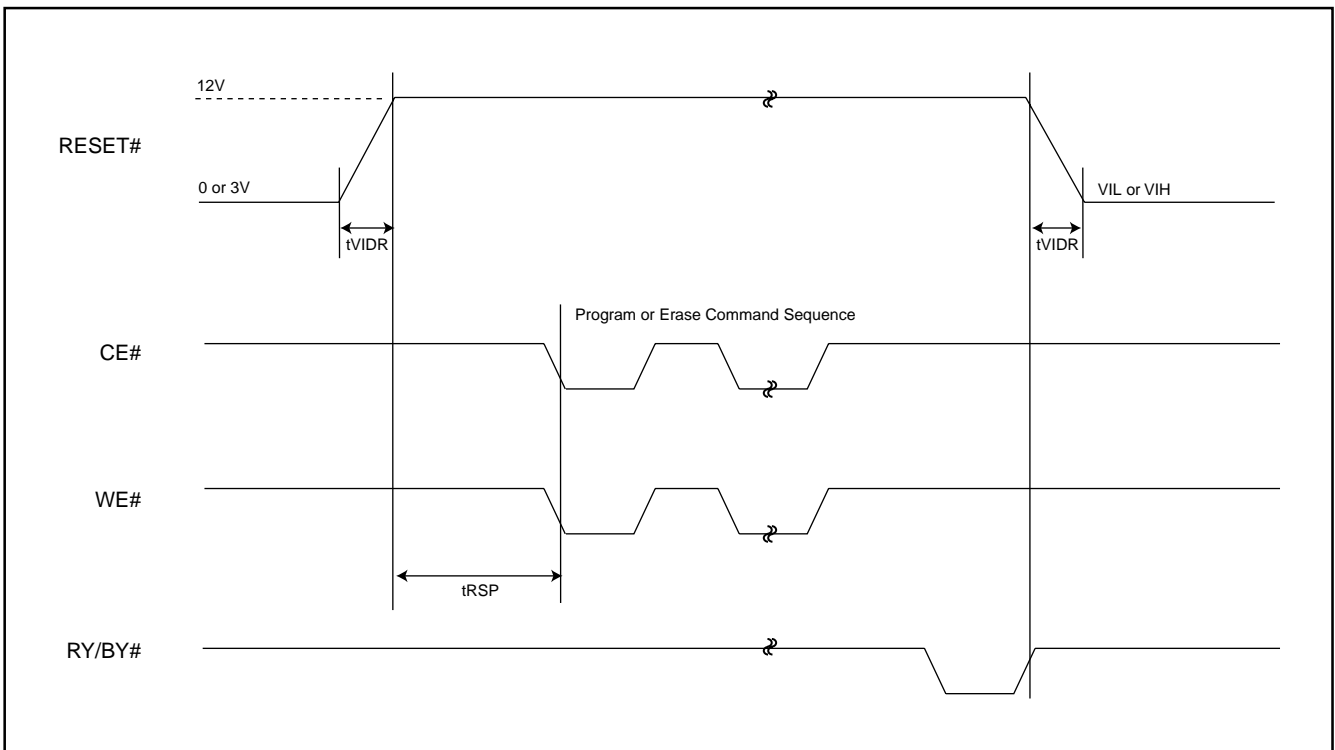 12V
RESET#
0 or 3V
VIL or VIH
tVIDR
tVIDR
Program or Erase Command Sequence
CE#
WE#
tRSP
RY/BY#